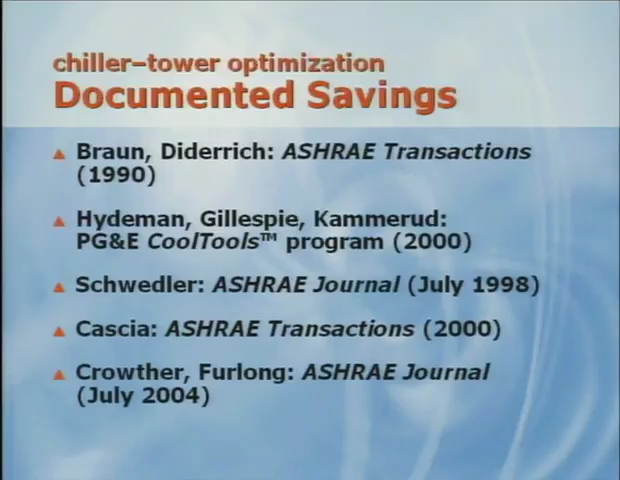 chiller–tower optimization
Documented Savings
Braun, Diderrich: ASHRAE Transactions
(1990)
Hydeman, Gillespie, Kammerud:
PG&E CoolTools™ program (2000)
Schwedler: ASHRAE Journal (July 1998)
Cascia: ASHRAE Transactions (2000)
Crowther, Furlong: ASHRAE Journal
(July 2004)